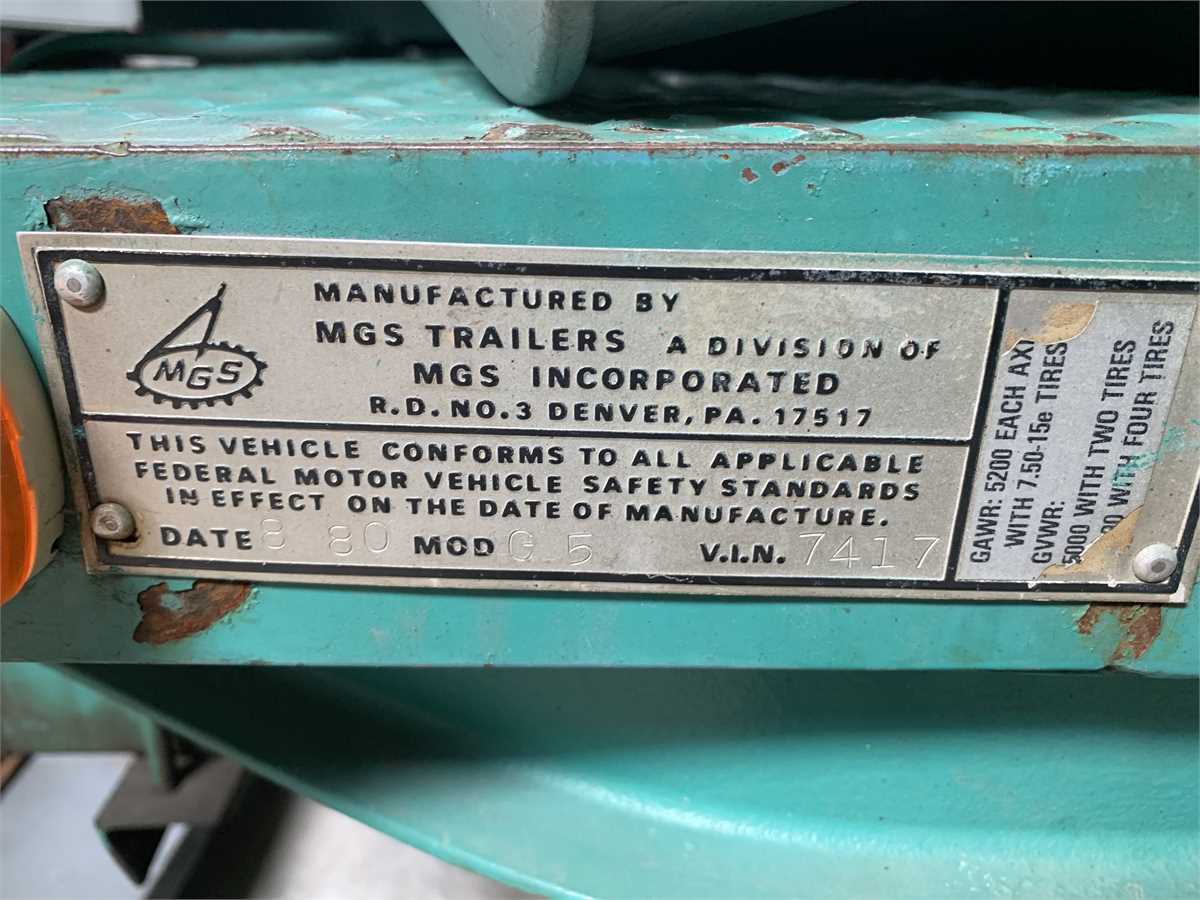 MGS
MANUFACTURED BY
MGS TRAILERS A DIVISION OF
MGS INCORPORATED
R.D. NO.3 DENVER, PA. 17517
THIS VEHICLE CONFORMS TO ALL APPLICABLE
FEDERAL MOTOR VEHICLE SAFETY STANDARDS
IN EFFECT ON THE DATE OF MANUFACTURE.
DATE 8 80 MOD G 5 V.I.N. 7417
GAWR: 5200 EACH
WITH 7.50-15e TIRES
GVWR:
5000 WITH TWO TIRES
WITH FOUR TIRES